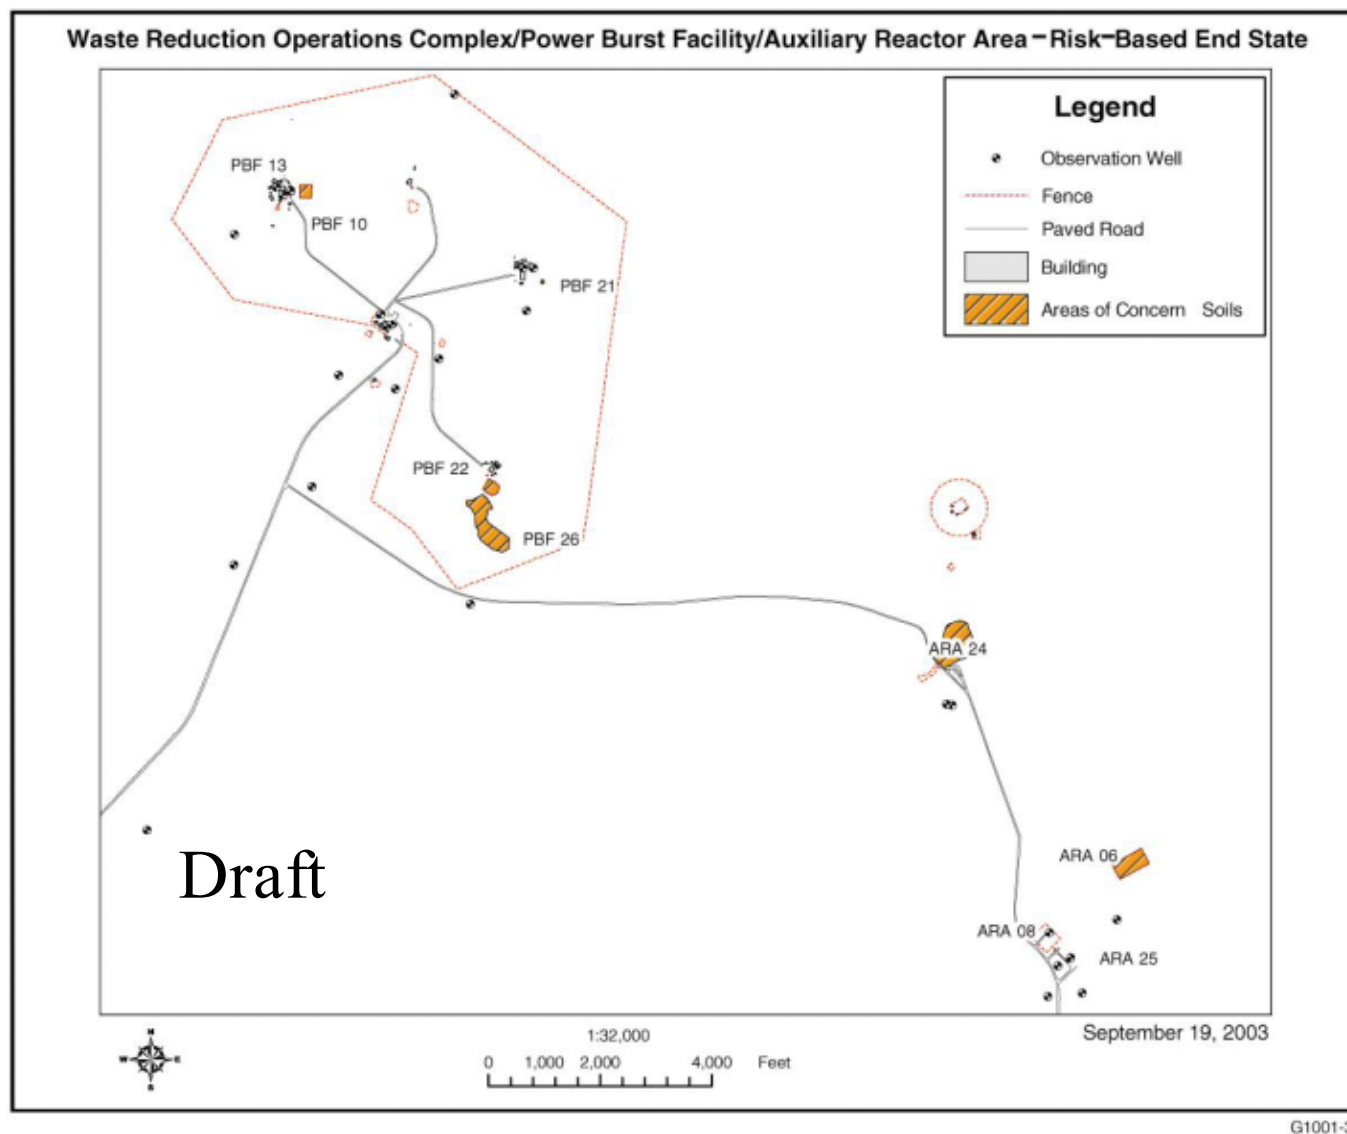 Waste Reduction Operations Complex/Power Burst Facility/Auxiliary Reactor Area-Risk-Based End State
Legend
Observation Well
Fence
Paved Road
Building
Areas of Concern Soils
PBF 13
PBF 10
PBF 21
PBF 22
PBF 26
ARA 24
ARA 06
ARA 08
ARA 25
Draft
September 19, 2003
N
W E
S
1:32,000
0 1,000 2,000 4,000 Feet